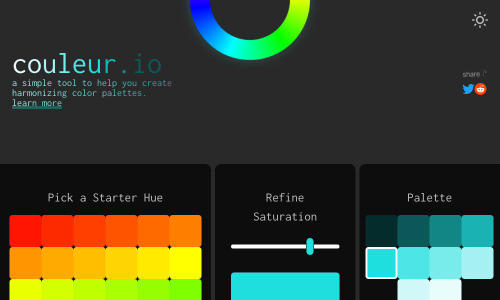 couleur.io
a simple tool to help you create
harmonizing color palettes.
learn more
share
Pick a Starter Hue
Refine
Saturation
Palette